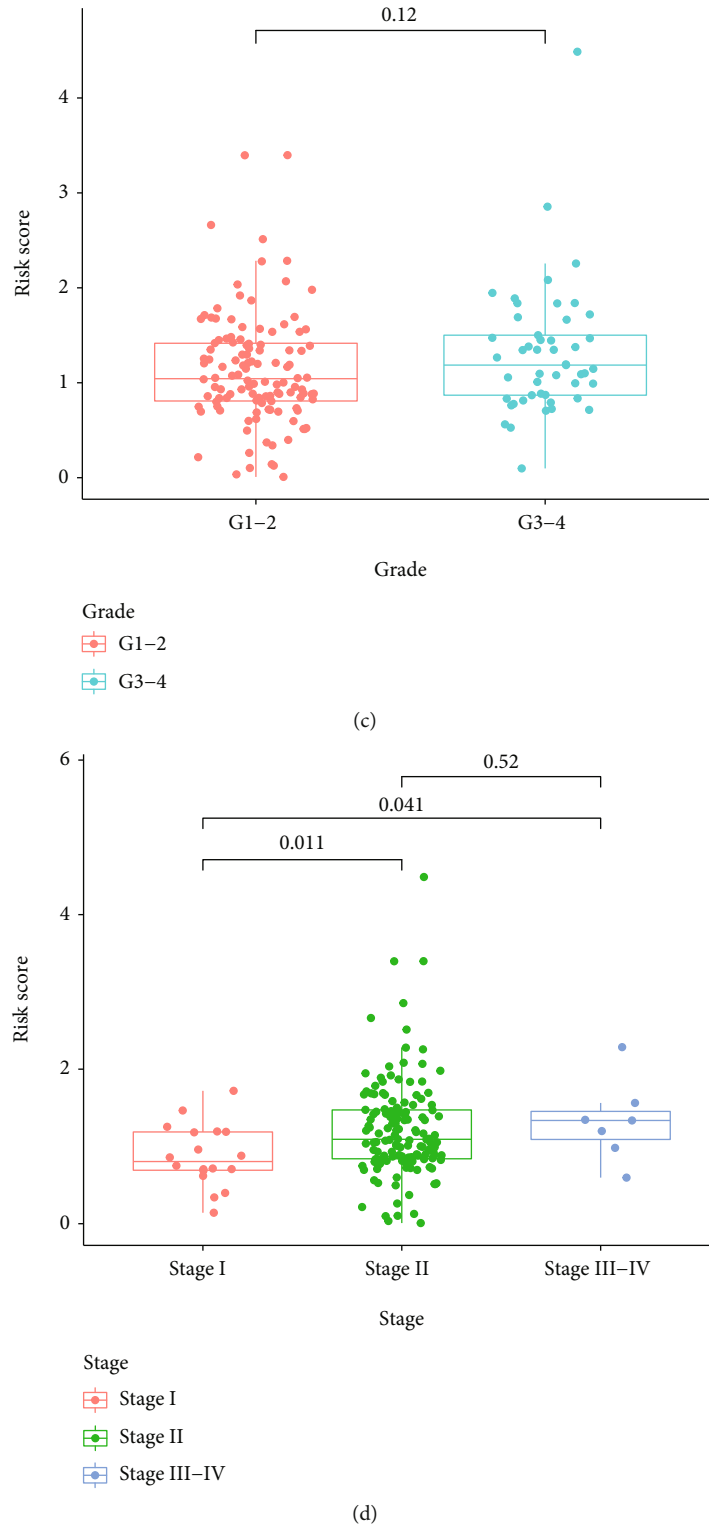 0.12
4
3
2
1
0
Risk score
G1−2
G3−4
Grade
Grade
G1−2
G3−4
(c)
6
4
2
0
Risk score
0.52
0.041
0.011
Stage I
Stage II
Stage III−IV
Stage
Stage
Stage I
Stage II
Stage III−IV
(d)